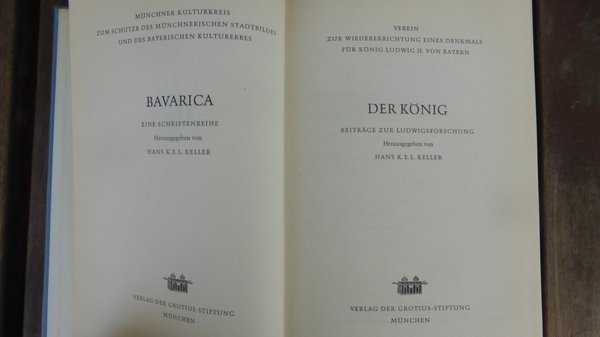 MÜNCHNER KULTURKREIS
ZUM SCHUTZE DES MÜNCHNERISCHEN STADTBILDES
UND DES BAYERISCHEN KULTURERBES
BAVARICA
EINE SCHRIFTENREIHE
Herausgegeben von
HANS K. E. L. KELLER
VERLAG DER GROTIUS-STIFTUNG
MÜNCHEN
VEREIN
ZUR WIEDERERRICHTUNG EINES DENKMALS
FÜR KÖNIG LUDWIG II. VON BAYERN
DER KÖNIG
BEITRÄGE ZUR LUDWIGSFORSCHUNG
Herausgegeben von
HANS K. E. L. KELLER
VERLAG DER GROTIUS-STIFTUNG
MÜNCHEN